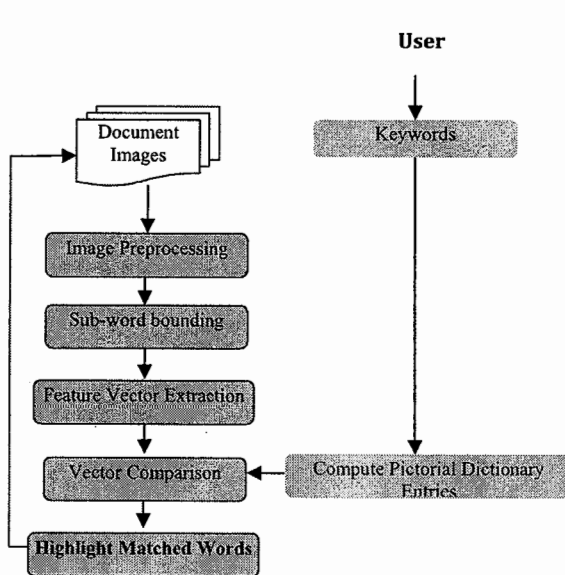 User
Document
Images
Keywords
Image Preprocessing
Sub-word bounding
Feature Vector Extraction
Vector Comparison
Compute Pictorial Dictionary
Entries
Highlight Matched Words